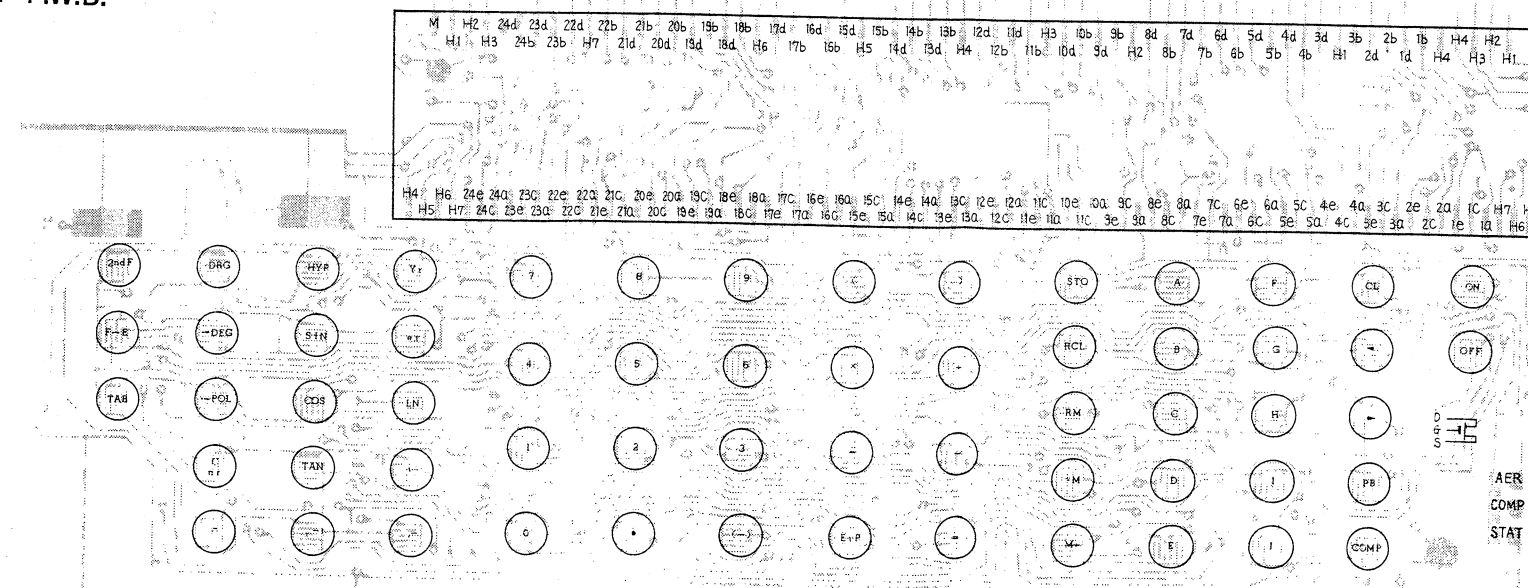 P.W.B.
M H2 24d 23d 22d 22b 21b 20b 19b 18b 17d 16d 15d 15b 14b 13b 12d 11d H3 10b 9b 8d 7d 6d 5d 4d 3d 3b 2b 1b H4 H2
H1 H3 24b 23b H7 21d 20d 19d 18d H6 17b 16b H5 14d 13d H4 12b 11b 10d 9d H2 8b 7b 6b 5b 4b H1 2d 1d H4 H3 H1
H4 H6 24e 24a 23c 22e 22a 21c 20e 20a 19c 18e 18a 17c 16e 16a 15c 14e 14a 13c 12e 12a 11c 10e 10a 9c 8e 8a 7c 6e 6a 5c 4e 4a 3c 2e 2a 1c H7
H5 H7 24c 23e 23a 22c 21e 21a 20c 19e 19a 18c 17e 17a 16c 15e 15a 14c 13e 13a 12c 11e 11a 11c 9e 9a 8c 7e 7a 6c 5e 5a 4c 3e 3a 2c 1e 1a H6
2ndF DRG HYP Yr 7 8 9 ( ) STO A F CL ON
F-E →DEG SIN 4 5 6 × ÷ RCL B G OFF
TAB →POL COS LN 1 2 3 RM C H
TAN 0 • (-) E+P = +M D I PB
M- E COMP
D
G
S
AER
COMP
STAT